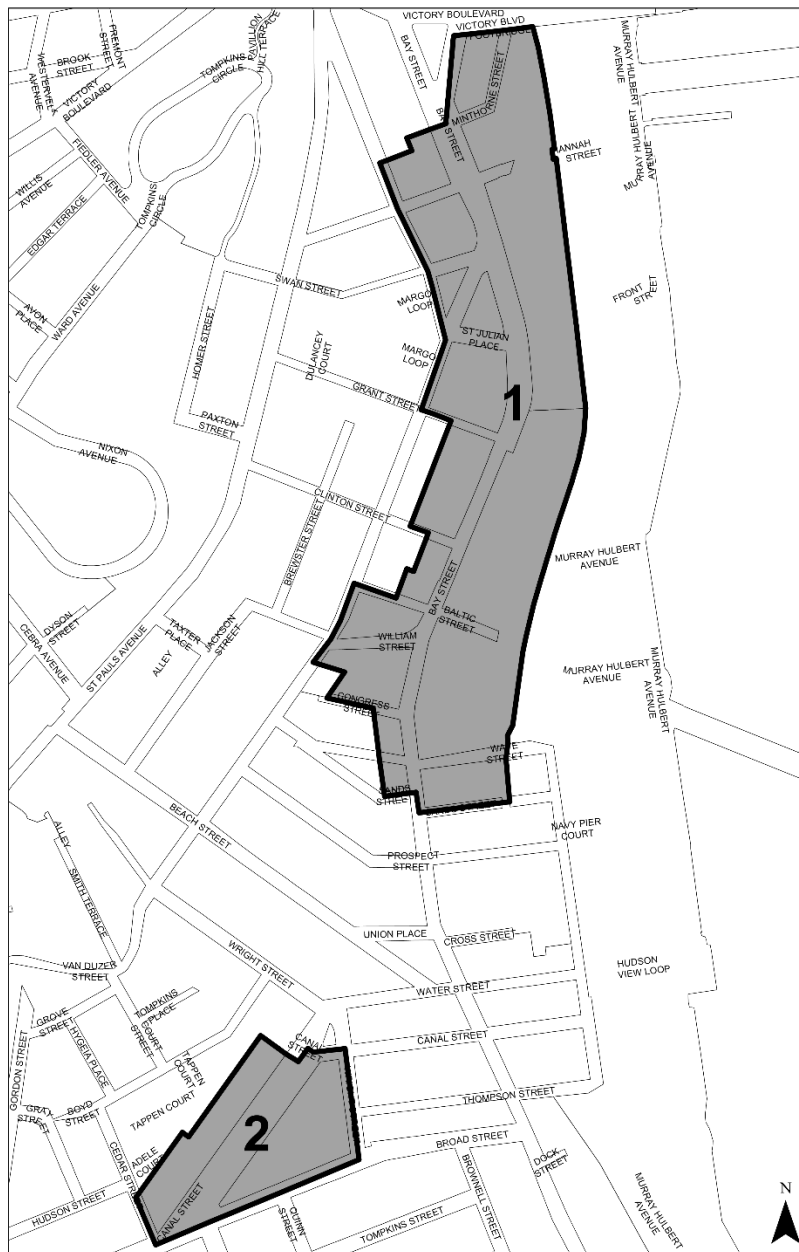 VICTORY BOULEVARD
VICTORY BLVD
FOOTBRIDGE
BAY STREET
BAY STREET
MINTHORNE STREET
HANNAH
STREET
MURRAY HULBERT
AVENUE
MURRAY HULBERT
AVENUE
FREMONT
STREET
BROOK
STREET
AVENUE
VICTORY
BOULEVARD
PAVILLION
HILL TERRACE
TOMPKINS
CIRCLE
FIEDLER AVENUE
WILLIS
AVENUE
EDGAR TERRACE
TOMPKINS
CIRCLE
AVON
PLACE
WARD AVENUE
SWAN STREET
HOMER STREET
MARGO
LOOP
DULANCEY
COURT
MARGO
LOOP
ST JULIAN
PLACE
FRONT
STREET
1
GRANT STREET
PAXTON
STREET
NIXON
AVENUE
CLINTON STREET
BREWSTER STREET
MURRAY HULBERT
AVENUE
BAY STREET
BALTIC
STREET
WILLIAM
STREET
DYSON
STREET
CEBRA AVENUE
TAXTER
PLACE
JACKSON
STREET
ST PAULS AVENUE
ALLEY
MURRAY HULBERT
AVENUE
MURRAY HULBERT
AVENUE
CONGRESS
STREET
WAVE
STREET
SANDS
STREET
BEACH STREET
NAVY PIER
COURT
PROSPECT
STREET
ALLEY
SMITH TERRACE
UNION PLACE
CROSS STREET
WRIGHT STREET
VAN DUZER
STREET
HUDSON
VIEW LOOP
WATER STREET
TOMPKINS
PLACE
GROVE
STREET
COURT
STREET
GORDON STREET
HYGEIA PLACE
CANAL
STREET
CANAL STREET
TAPPEN
COURT
THOMPSON STREET
TAPPEN COURT
GRAY
STREET
BOYD
STREET
2
BROAD STREET
ADELE
COURT
CEDAR STREET
DOCK
STREET
HUDSON STREET
CANAL STREET
QUINN
STREET
BROWNELL STREET
TOMPKINS STREET
MURRAY HULBERT
AVENUE
N